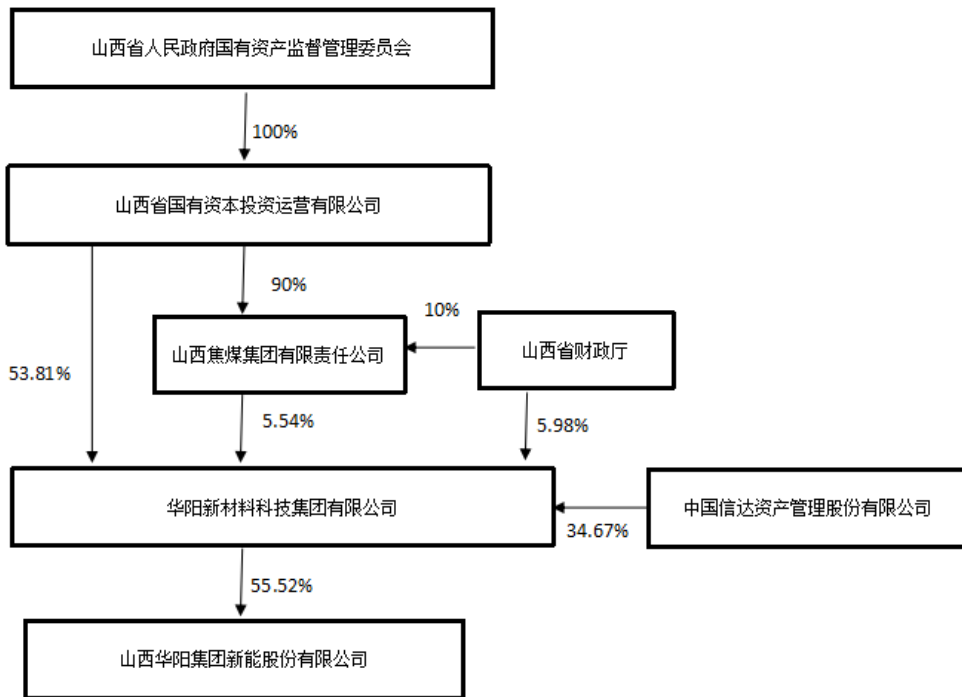 山西省人民政府国有资产监督管理委员会
100%
山西省国有资本投资运营有限公司
90%
10%
山西焦煤集团有限责任公司
山西省财政厅
53.81%
5.54%
5.98%
华阳新材料科技集团有限公司
中国信达资产管理股份有限公司
34.67%
55.52%
山西华阳集团新能股份有限公司